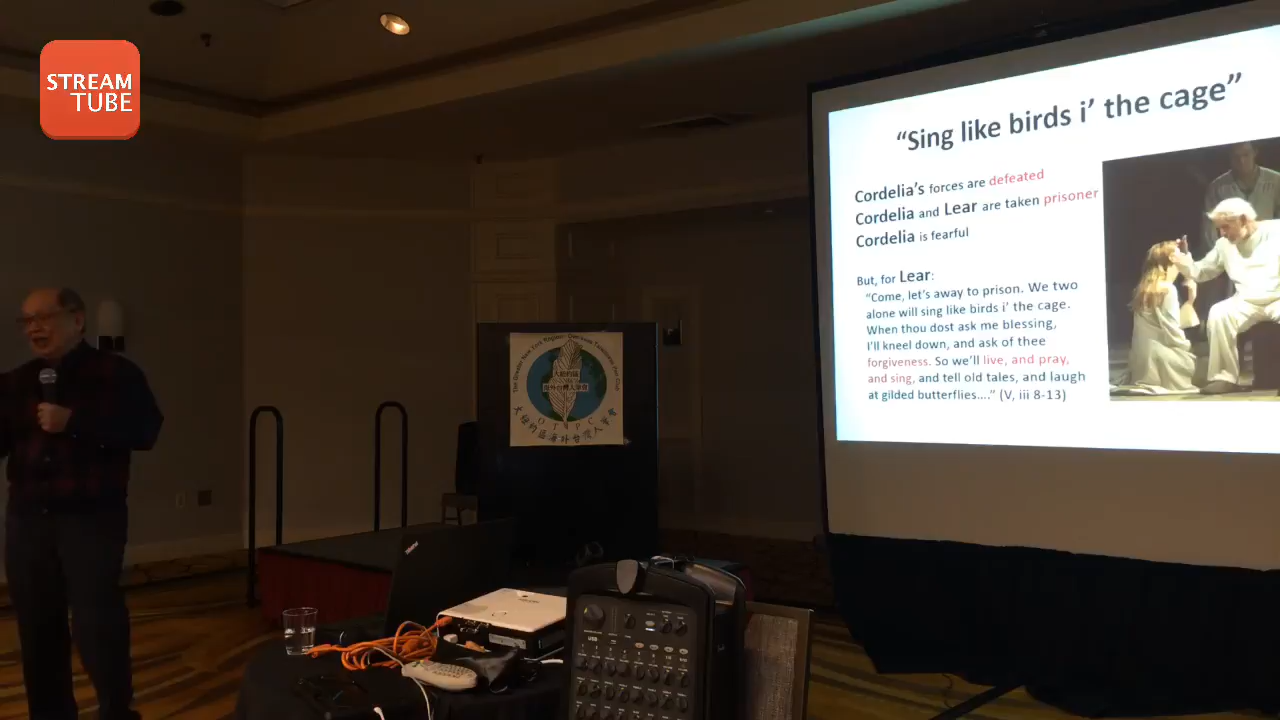 STREAM
TUBE
“Sing like birds i’ the cage”
Cordelia’s forces are defeated
Cordelia and Lear are taken prisoner
Cordelia is fearful
But, for Lear:
“Come, let’s away to prison. We two
alone will sing like birds i’ the cage.
When thou dost ask me blessing,
I’ll kneel down, and ask of thee
forgiveness. So we’ll live, and pray,
and sing, and tell old tales, and laugh
at gilded butterflies....” (V, iii 8-13)
OTNPC